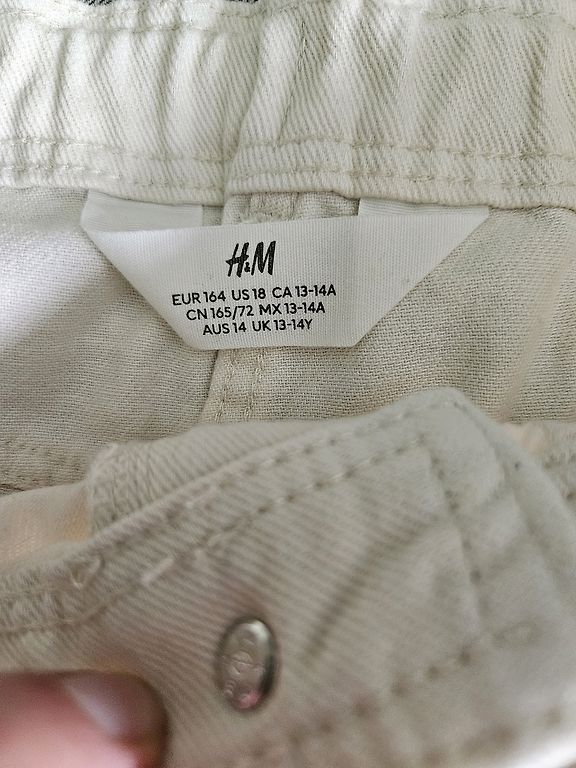 H&M
EUR 164 US 18 CA 13-14A
CN 165/72 MX 13-14A
AUS 14 UK 13-14Y